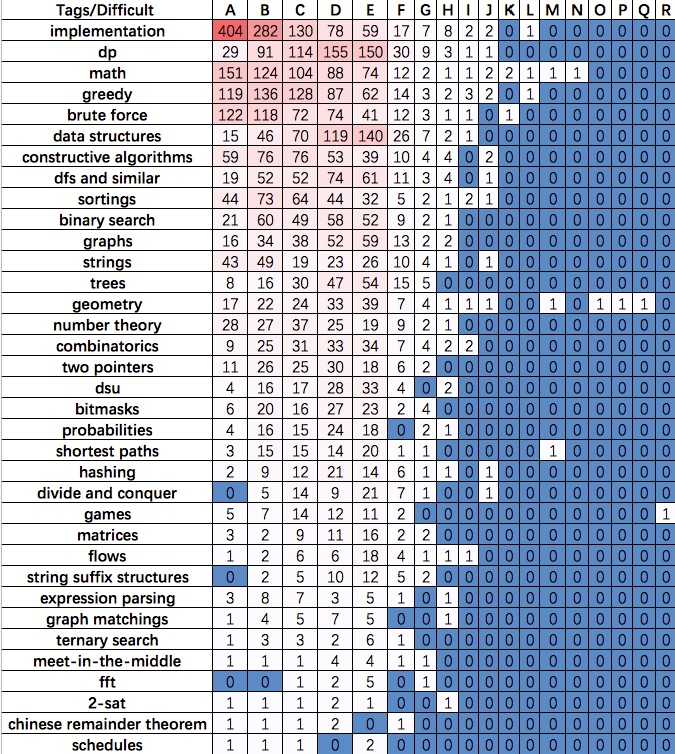 Tags/Difficult A B C D E F G H I J K L M N O P Q R
implementation 404 282 130 78 59 17 7 8 2 2 0 1 0 0 0 0 0 0
dp 29 91 114 155 150 30 9 3 1 1 0 0 0 0 0 0 0 0
math 151 124 104 88 74 12 2 1 1 2 2 1 1 1 0 0 0 0
greedy 119 136 128 87 62 14 3 2 3 2 0 1 0 0 0 0 0 0
brute force 122 118 72 74 41 12 3 1 1 0 1 0 0 0 0 0 0 0
data structures 15 46 70 119 140 26 7 2 1 0 0 0 0 0 0 0 0 0
constructive algorithms 59 76 76 53 39 10 4 4 0 2 0 0 0 0 0 0 0 0
dfs and similar 19 52 52 74 61 11 3 4 0 1 0 0 0 0 0 0 0 0
sortings 44 73 64 44 32 5 2 1 2 1 0 0 0 0 0 0 0 0
binary search 21 60 49 58 52 9 2 1 0 0 0 0 0 0 0 0 0 0
graphs 16 34 38 52 59 13 2 2 0 0 0 0 0 0 0 0 0 0
strings 43 49 19 23 26 10 4 1 0 1 0 0 0 0 0 0 0 0
trees 8 16 30 47 54 15 5 0 0 0 0 0 0 0 0 0 0 0
geometry 17 22 24 33 39 7 4 1 1 1 0 0 1 0 1 1 1 0
number theory 28 27 37 25 19 9 2 1 0 0 0 0 0 0 0 0 0 0
combinatorics 9 25 31 33 34 7 4 2 2 0 0 0 0 0 0 0 0 0
two pointers 11 26 25 30 18 6 2 0 0 0 0 0 0 0 0 0 0 0
dsu 4 16 17 28 33 4 0 2 0 0 0 0 0 0 0 0 0 0
bitmasks 6 20 16 27 23 2 4 0 0 0 0 0 0 0 0 0 0 0
probabilities 4 16 15 24 18 0 2 1 0 0 0 0 0 0 0 0 0 0
shortest paths 3 15 15 14 20 1 1 0 0 0 0 0 1 0 0 0 0 0
hashing 2 9 12 21 14 6 1 1 0 1 0 0 0 0 0 0 0 0
divide and conquer 0 5 14 9 21 7 1 0 0 1 0 0 0 0 0 0 0 0
games 5 7 14 12 11 2 0 0 0 0 0 0 0 0 0 0 0 1
matrices 3 2 9 11 16 2 2 0 0 0 0 0 0 0 0 0 0 0
flows 1 2 6 6 18 4 1 1 1 0 0 0 0 0 0 0 0 0
string suffix structures 0 2 5 10 12 5 2 0 0 0 0 0 0 0 0 0 0 0
expression parsing 3 8 7 3 5 1 0 1 0 0 0 0 0 0 0 0 0 0
graph matchings 1 4 5 7 5 0 0 1 0 0 0 0 0 0 0 0 0 0
ternary search 1 3 3 2 6 1 0 0 0 0 0 0 0 0 0 0 0 0
meet-in-the-middle 1 1 1 4 4 1 1 0 0 0 0 0 0 0 0 0 0 0
fft 0 0 1 2 5 0 1 0 0 0 0 0 0 0 0 0 0 0
2-sat 1 1 1 2 1 0 0 1 0 0 0 0 0 0 0 0 0 0
chinese remainder theorem 1 1 1 2 0 1 0 0 0 0 0 0 0 0 0 0 0 0
schedules 1 1 1 0 2 0 0 0 0 0 0 0 0 0 0 0 0 0